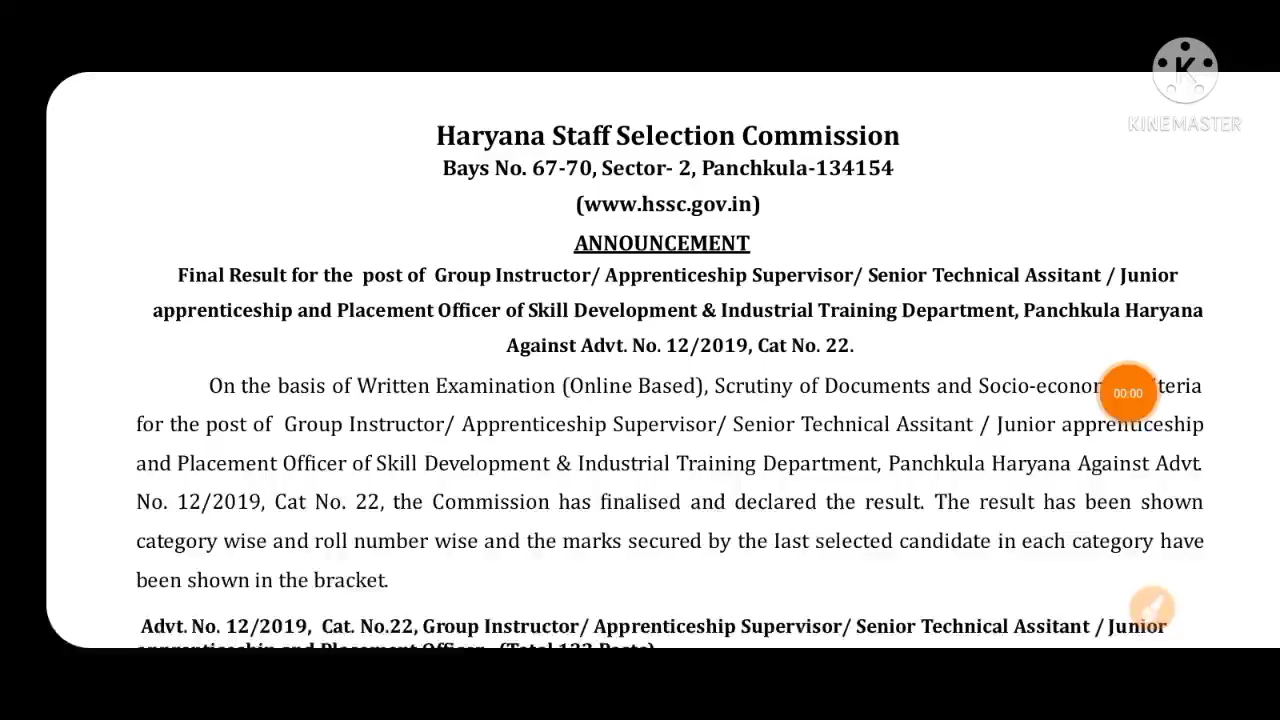 KINEMASTER
Haryana Staff Selection Commission
Bays No. 67-70, Sector- 2, Panchkula-134154
(www.hssc.gov.in)
ANNOUNCEMENT
Final Result for the post of Group Instructor/ Apprenticeship Supervisor/ Senior Technical Assitant / Junior
apprenticeship and Placement Officer of Skill Development & Industrial Training Department, Panchkula Haryana
Against Advt. No. 12/2019, Cat No. 22.
On the basis of Written Examination (Online Based), Scrutiny of Documents and
for the post of Group Instructor/ Apprenticeship Supervisor/ Senior Technical Assitant / Junior apprenticeship
00:00
and Placement Officer of Skill Development & Industrial Training Department, Panchkula Haryana Against Advt.
No. 12/2019, Cat No. 22, the Commission has finalised and declared the result. The result has been shown
category wise and roll number wise and the marks secured by the last selected candidate in each category have
been shown in the bracket.
Advt. No. 12/2019, Cat. No.22, Group Instructor/ Apprenticeship Supervisor/ Senior Technical Assitant / Junior